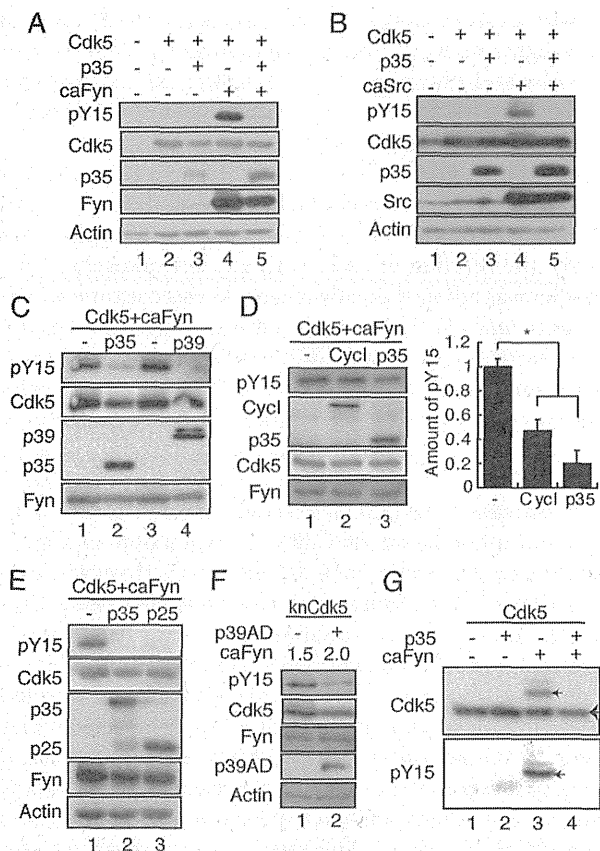 A
Cdk5 - + + + +
p35 - - + - +
caFyn - - - + +
pY15
Cdk5
p35
Fyn
Actin
1 2 3 4 5
B
Cdk5 - + + + +
p35 - - + - +
caSrc - - - + +
pY15
Cdk5
p35
Src
Actin
1 2 3 4 5
C
Cdk5+caFyn
- p35 - p39
pY15
Cdk5
p39
p35
Fyn
1 2 3 4
D
Cdk5+caFyn
- CycI p35
pY15
CycI
p35
Cdk5
Fyn
1 2 3
*
Amount of pY15
1.2
1
0.8
0.6
0.4
0.2
0
- CycI p35
E
Cdk5+caFyn
- p35 p25
pY15
Cdk5
p35
p25
Fyn
Actin
1 2 3
F
knCdk5
p39AD - +
caFyn 1.5 2.0
pY15
Cdk5
Fyn
p39AD
Actin
1 2
G
Cdk5
p35 - + - +
caFyn - - + +
Cdk5
pY15
1 2 3 4